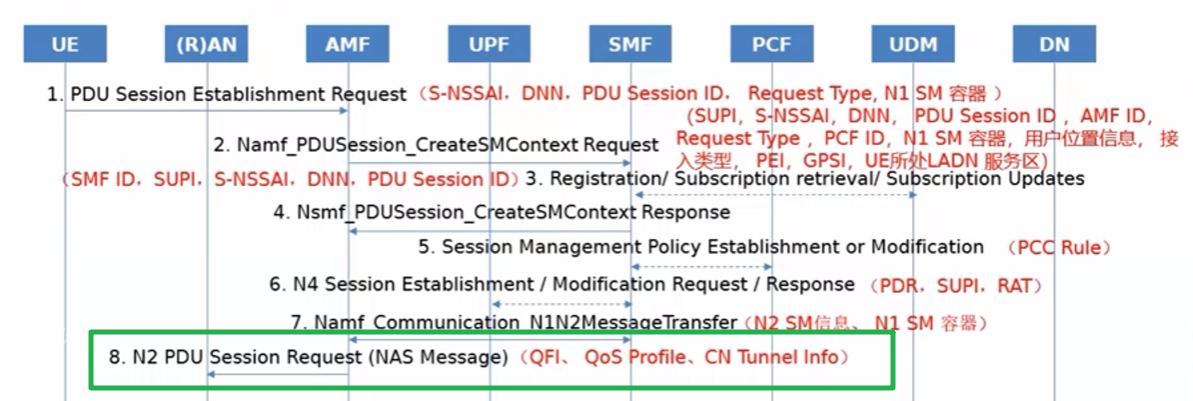 UE (R)AN AMF UPF SMF PCF UDM DN
1. PDU Session Establishment Request（S-NSSAI，DNN，PDU Session ID， Request Type, N1 SM 容器 ）
(SUPI，S-NSSAI，DNN， PDU Session ID ，AMF ID，
Request Type ，PCF ID，N1 SM 容器，用户位置信息， 接
入类型， PEI，GPSI，UE所处LADN 服务区)
2. Namf_PDUSession_CreateSMContext Request
（SMF ID，SUPI，S-NSSAI，DNN，PDU Session ID）3. Registration/ Subscription retrieval/ Subscription Updates
4. Nsmf_PDUSession_CreateSMContext Response
5. Session Management Policy Establishment or Modification （PCC Rule）
6. N4 Session Establishment / Modification Request / Response （PDR，SUPI，RAT）
7. Namf_Communication_N1N2MessageTransfer（N2 SM信息、 N1 SM 容器）
8. N2 PDU Session Request (NAS Message)（QFI、 QoS Profile、CN Tunnel Info）